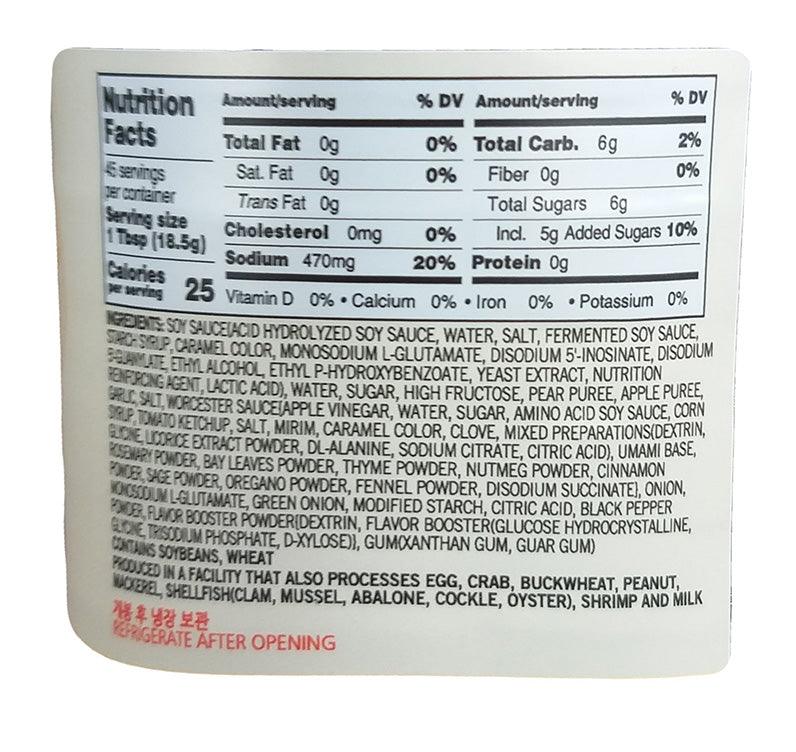 Nutrition
Facts
45 servings
per container
Serving size
1 Tbsp (18.5g)
Calories
per serving 25
Amount/serving % DV
Total Fat 0g 0%
Sat. Fat 0g 0%
Trans Fat 0g
Cholesterol 0mg 0%
Sodium 470mg 20%
Amount/serving % DV
Total Carb. 6g 2%
Fiber 0g 0%
Total Sugars 6g
Incl. 5g Added Sugars 10%
Protein 0g
Vitamin D 0% • Calcium 0% • Iron 0% • Potassium 0%
INGREDIENTS: SOY SAUCE(ACID HYDROLYZED SOY SAUCE, WATER, SALT, FERMENTED SOY SAUCE,
STARCH SYRUP, CARAMEL COLOR, MONOSODIUM L-GLUTAMATE, DISODIUM 5'-INOSINATE, DISODIUM
5-GUANYLATE, ETHYL ALCOHOL, ETHYL P-HYDROXYBENZOATE, YEAST EXTRACT, NUTRITION
REINFORCING AGENT, LACTIC ACID), WATER, SUGAR, HIGH FRUCTOSE, PEAR PUREE, APPLE PUREE,
GARLIC, SALT, WORCESTER SAUCE{APPLE VINEGAR, WATER, SUGAR, AMINO ACID SOY SAUCE, CORN
SYRUP, TOMATO KETCHUP, SALT, MIRIM, CARAMEL COLOR, CLOVE, MIXED PREPARATIONS(DEXTRIN,
GLYCINE, LICORICE EXTRACT POWDER, DL-ALANINE, SODIUM CITRATE, CITRIC ACID), UMAMI BASE,
ROSEMARY POWDER, BAY LEAVES POWDER, THYME POWDER, NUTMEG POWDER, CINNAMON
POWDER, SAGE POWDER, OREGANO POWDER, FENNEL POWDER, DISODIUM SUCCINATE}, ONION,
MONOSODIUM L-GLUTAMATE, GREEN ONION, MODIFIED STARCH, CITRIC ACID, BLACK PEPPER
POWDER, FLAVOR BOOSTER POWDER{DEXTRIN, FLAVOR BOOSTER(GLUCOSE HYDROCRYSTALLINE,
GLYCINE, TRISODIUM PHOSPHATE, D-XYLOSE)}, GUM(XANTHAN GUM, GUAR GUM)
CONTAINS SOYBEANS, WHEAT
PRODUCED IN A FACILITY THAT ALSO PROCESSES EGG, CRAB, BUCKWHEAT, PEANUT,
MACKEREL, SHELLFISH(CLAM, MUSSEL, ABALONE, COCKLE, OYSTER), SHRIMP AND MILK
개봉 후 냉장 보관
REFRIGERATE AFTER OPENING